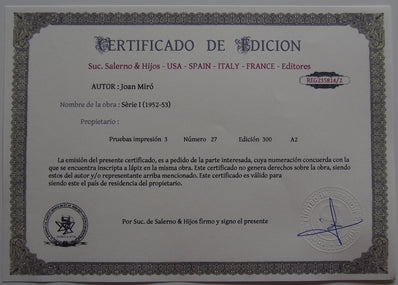 CERTIFICADO DE EDICION
Suc. Salerno & Hijos - USA - SPAIN - ITALY - FRANCE - Editores
REG215814/2
AUTOR : Joan Miró
Nombre de la obra : Série I (1952-53)
Propietario :
Pruebas impresión 3 Número 27 Edición 300 A2
La emisión del presente certificado, es a pedido de la parte interesada, cuya numeración concuerda con la
que se encuentra inscripta a lápiz en la misma obra. Este certificado no genera derechos sobre la obra, siendo
estos del autor y/o representante arriba mencionado. Este certificado es válido para
siendo este el país de residencia del propietario.
Por Suc. de Salerno & Hijos firmo y signo el presente